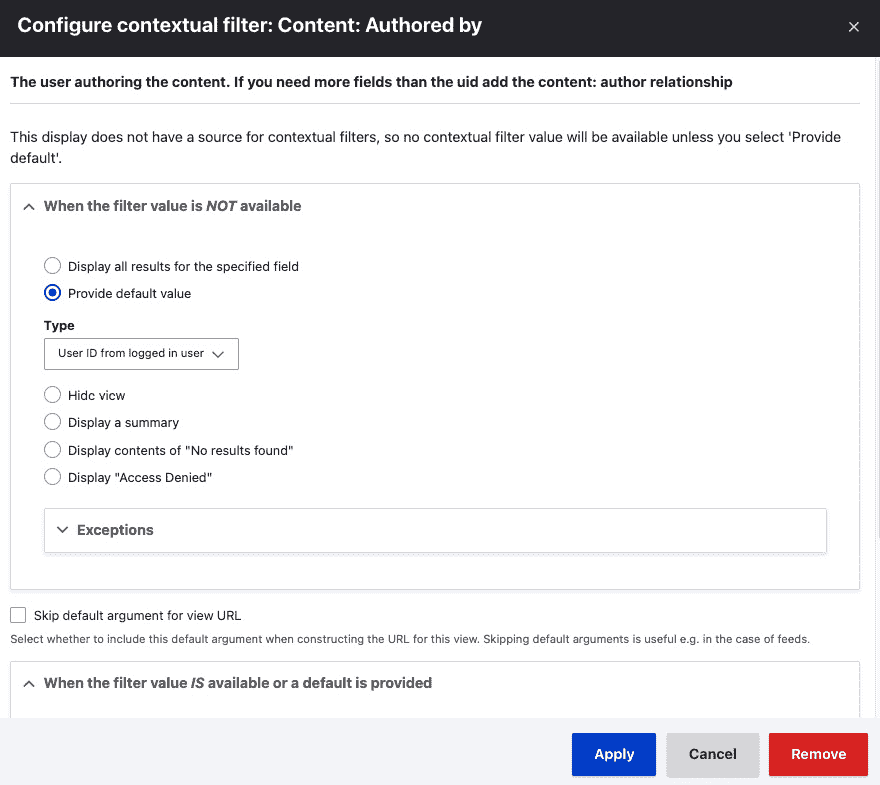 Configure contextual filter: Content: Authored by
The user authoring the content. If you need more fields than the uid add the content: author relationship
This display does not have a source for contextual filters, so no contextual filter value will be available unless you select 'Provide
default'.
When the filter value is NOT available
Display all results for the specified field
Provide default value
Type
User ID from logged in user
Hidc view
Display a summary
Display contents of "No results found"
Display "Access Denied"
Exceptions
Skip default argument for view URL
Select whether to include this default argument when constructing the URL for this view. Skipping default arguments is useful e.g. in the case of feeds.
When the filter value IS available or a default is provided
Apply Cancel Remove